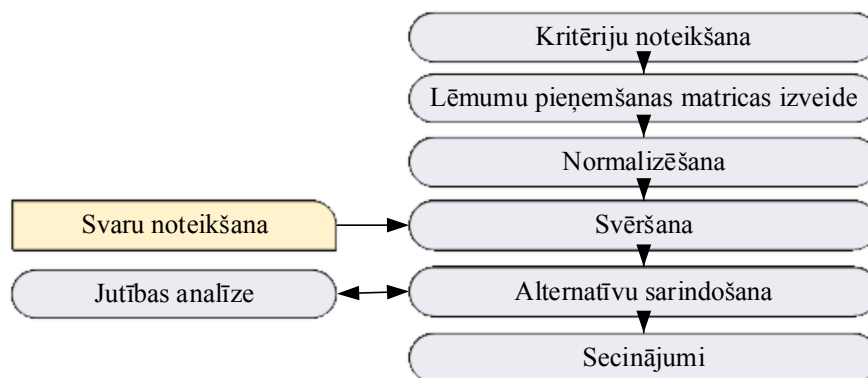 Kritēriju noteikšana
Lēmumu pieņemšanas matricas izveide
Normalizēšana
Svaru noteikšana
Svēršana
Jutības analīze
Alternatīvu sarindošana
Secinājumi